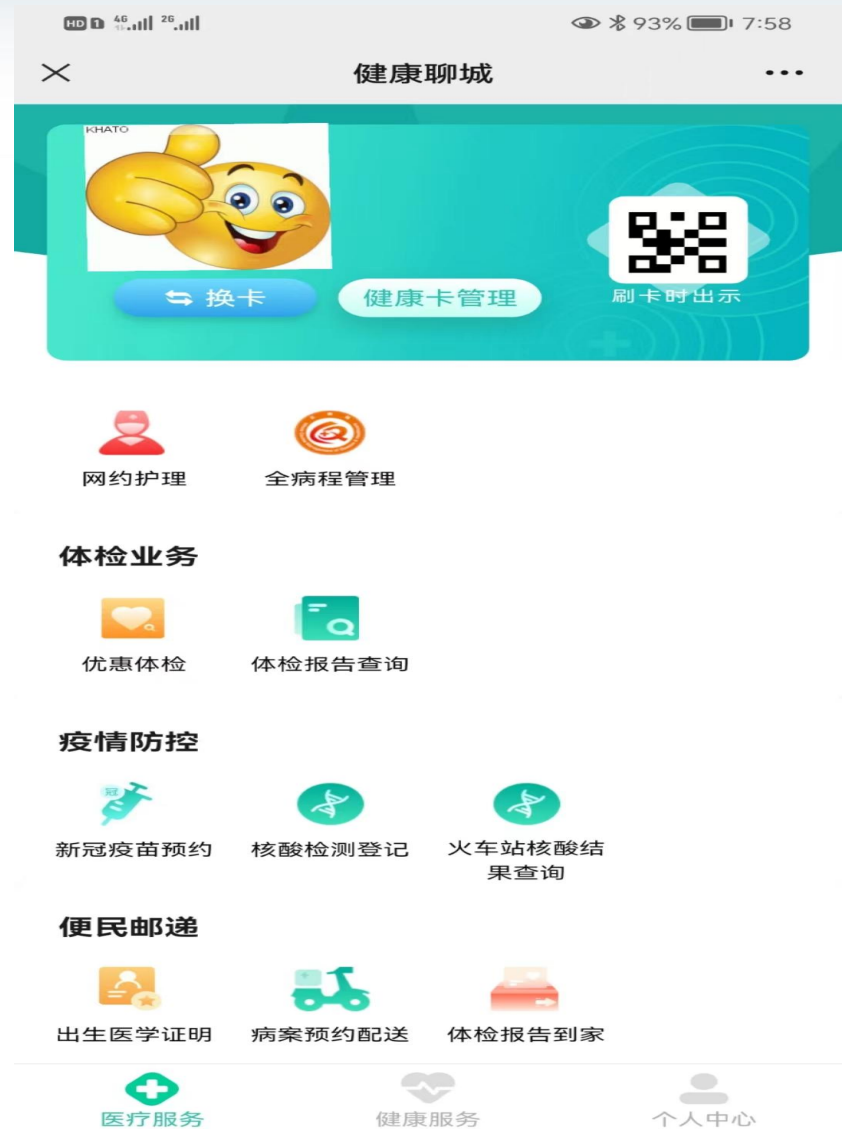 HD 1 4G 2G 93% 7:58
健康聊城
KHATO
换卡
健康卡管理
刷卡时出示
网约护理
全病程管理
体检业务
优惠体检
体检报告查询
疫情防控
冠
新冠疫苗预约
核酸检测登记
火车站核酸结
果查询
便民邮递
出生医学证明
病案预约配送
体检报告到家
医疗服务
健康服务
个人中心